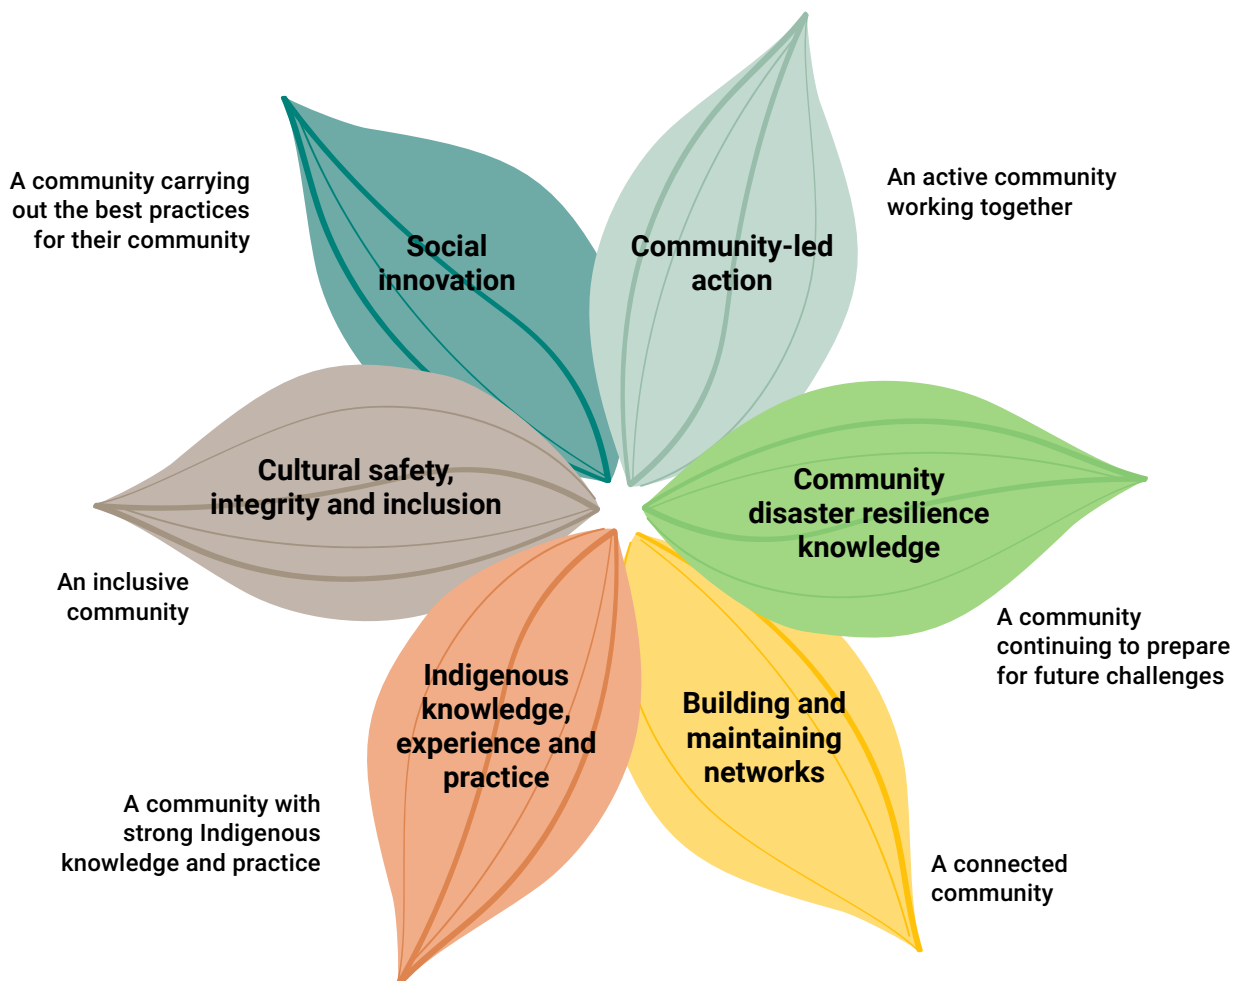 A community carrying
out the best practices
for their community
Social
innovation
Community-led
action
An active community
working together
Cultural safety,
integrity and inclusion
An inclusive
community
Community
disaster resilience
knowledge
A community
continuing to prepare
for future challenges
Indigenous
knowledge,
experience and
practice
A community with
strong Indigenous
knowledge and practice
Building and
maintaining
networks
A connected
community